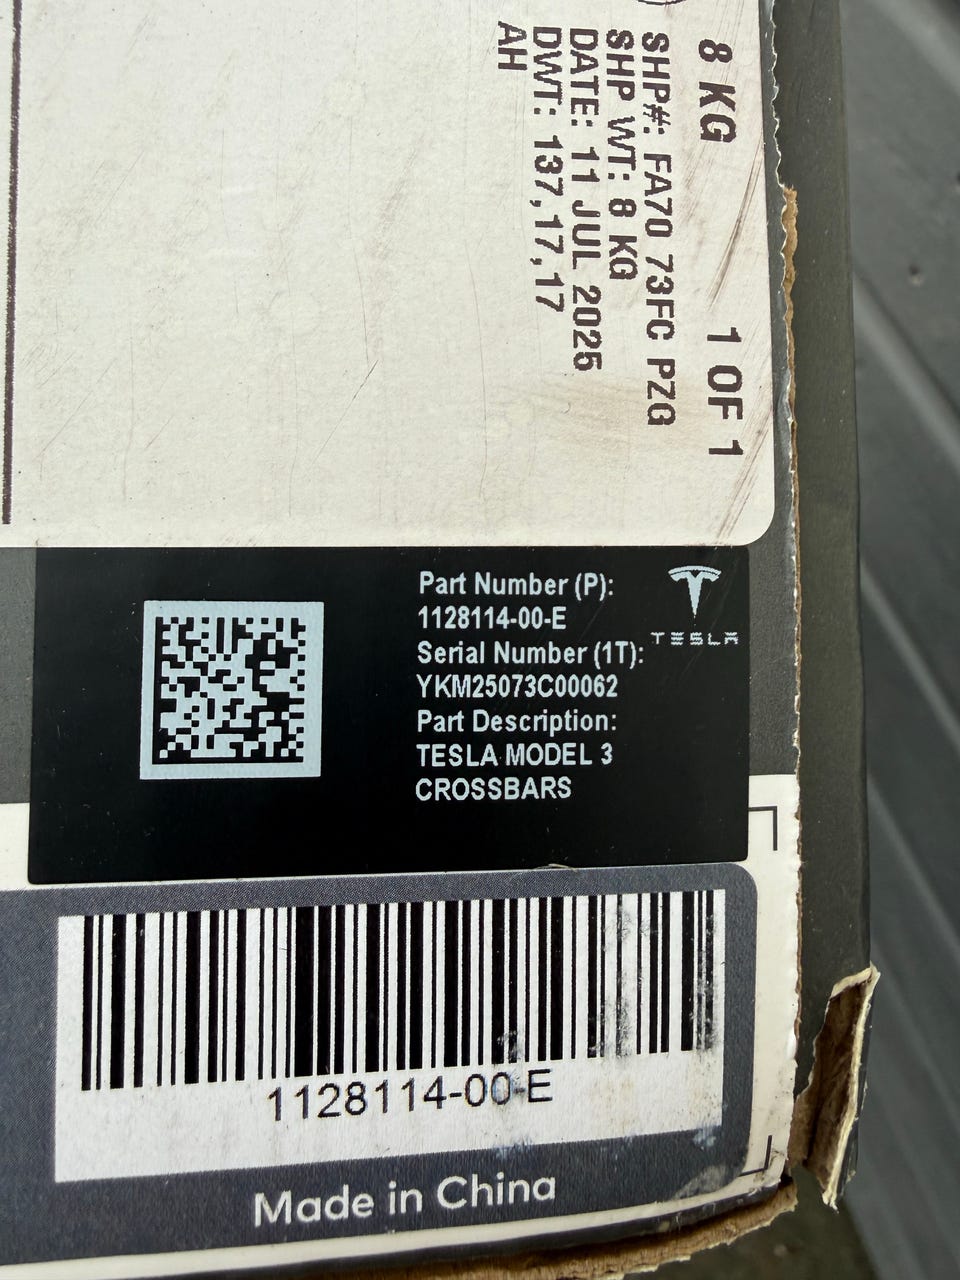 8 KG 1 OF 1
SHP#: FA70 73FC PZG
SHP WT: 8 KG
DATE: 11 JUL 2025
DWT: 137,17,17
AH
TESLA
Part Number (P):
1128114-00-E
Serial Number (1T):
YKM25073C00062
Part Description:
TESLA MODEL 3
CROSSBARS
1128114-00-E
Made in China